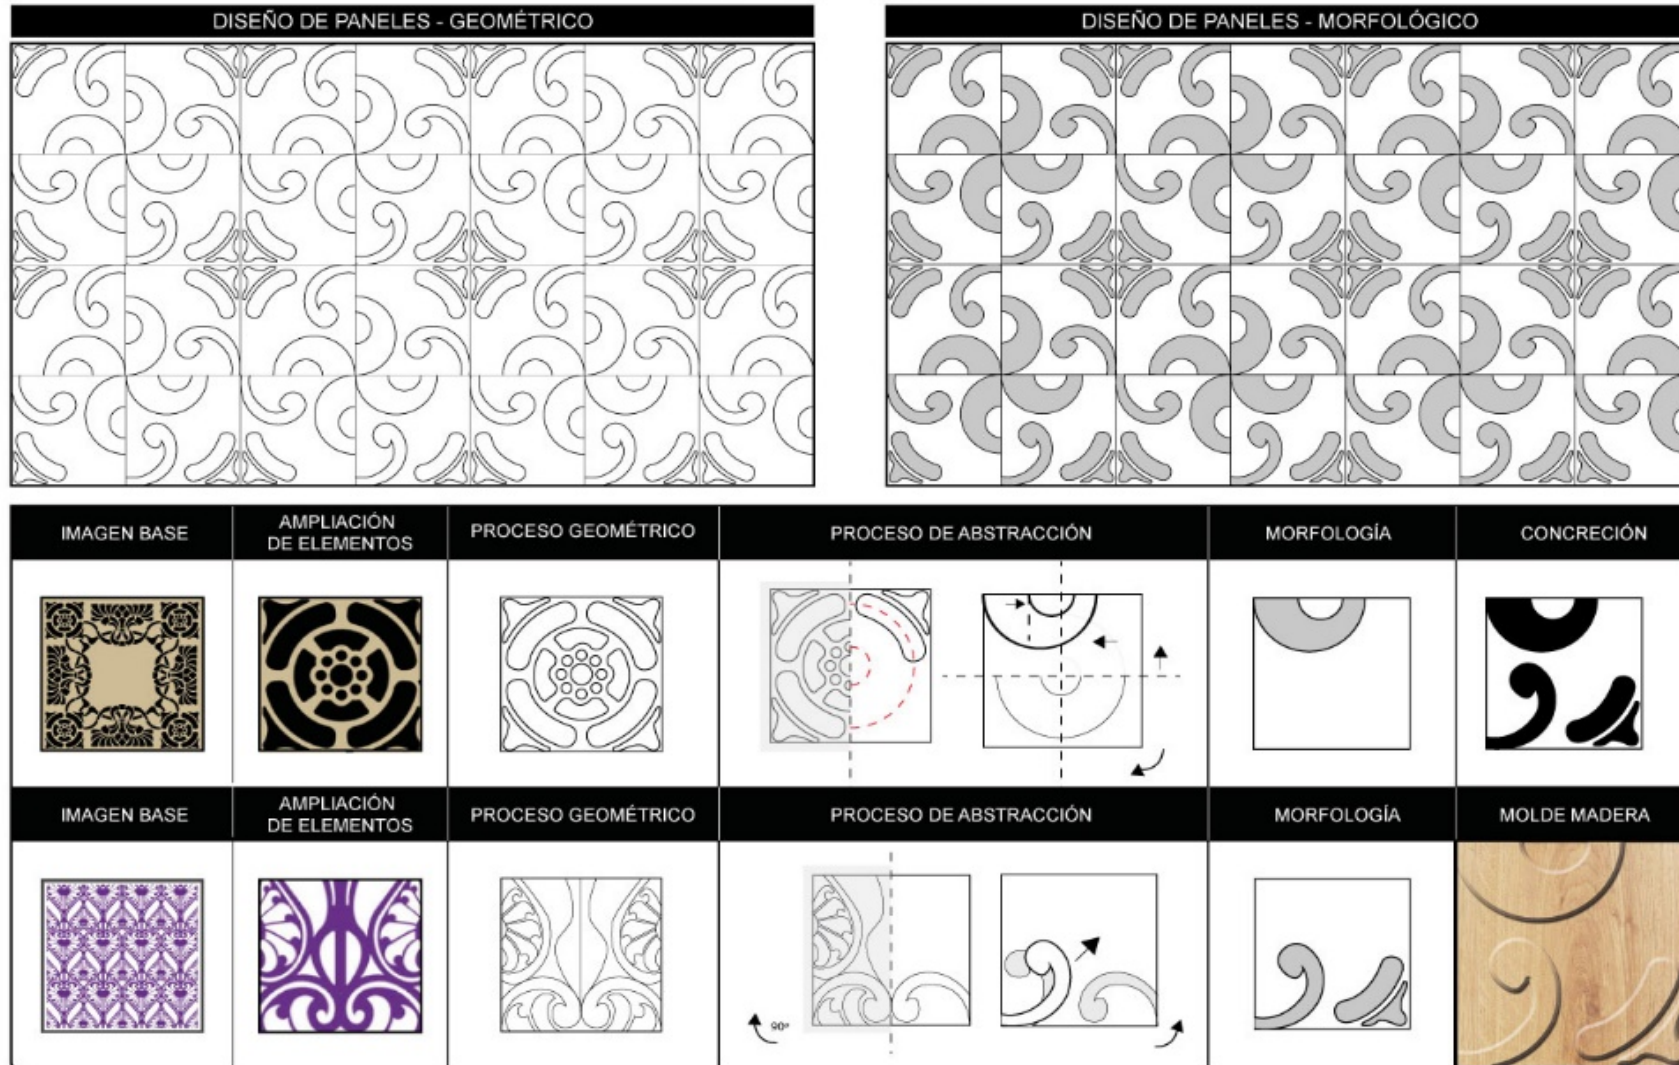 DISEÑO DE PANELES - GEOMÉTRICO
DISEÑO DE PANELES - MORFOLÓGICO
IMAGEN BASE
AMPLIACIÓN
DE ELEMENTOS
PROCESO GEOMÉTRICO
PROCESO DE ABSTRACCIÓN
MORFOLOGÍA
CONCRECIÓN
IMAGEN BASE
AMPLIACIÓN
DE ELEMENTOS
PROCESO GEOMÉTRICO
PROCESO DE ABSTRACCIÓN
MORFOLOGÍA
MOLDE MADERA
90º